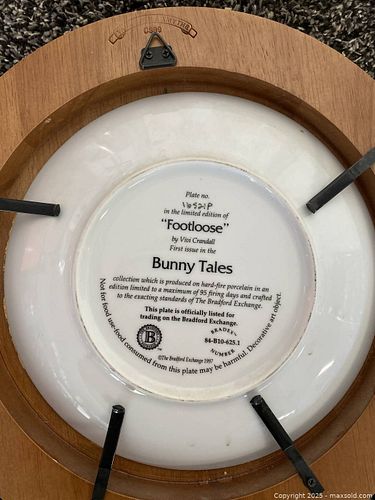 C590
Plate no.
in the limited edition of
"Footloose"
by Vivi Crandall
First issue in the
Bunny Tales
collection which is produced on hard-fire porcelain in an
edition limited to a maximum of 95 firing days and crafted
to the exacting standards of The Bradford Exchange.
This plate is officially listed for
trading on the Bradford Exchange.
BRADEX
84-B10-625.1
NUMBER
B
©The Bradford Exchange 1997
Not for food use-food consumed from this plate may be harmful. Decorative art object
Copyright © 2025 - maxsold.com